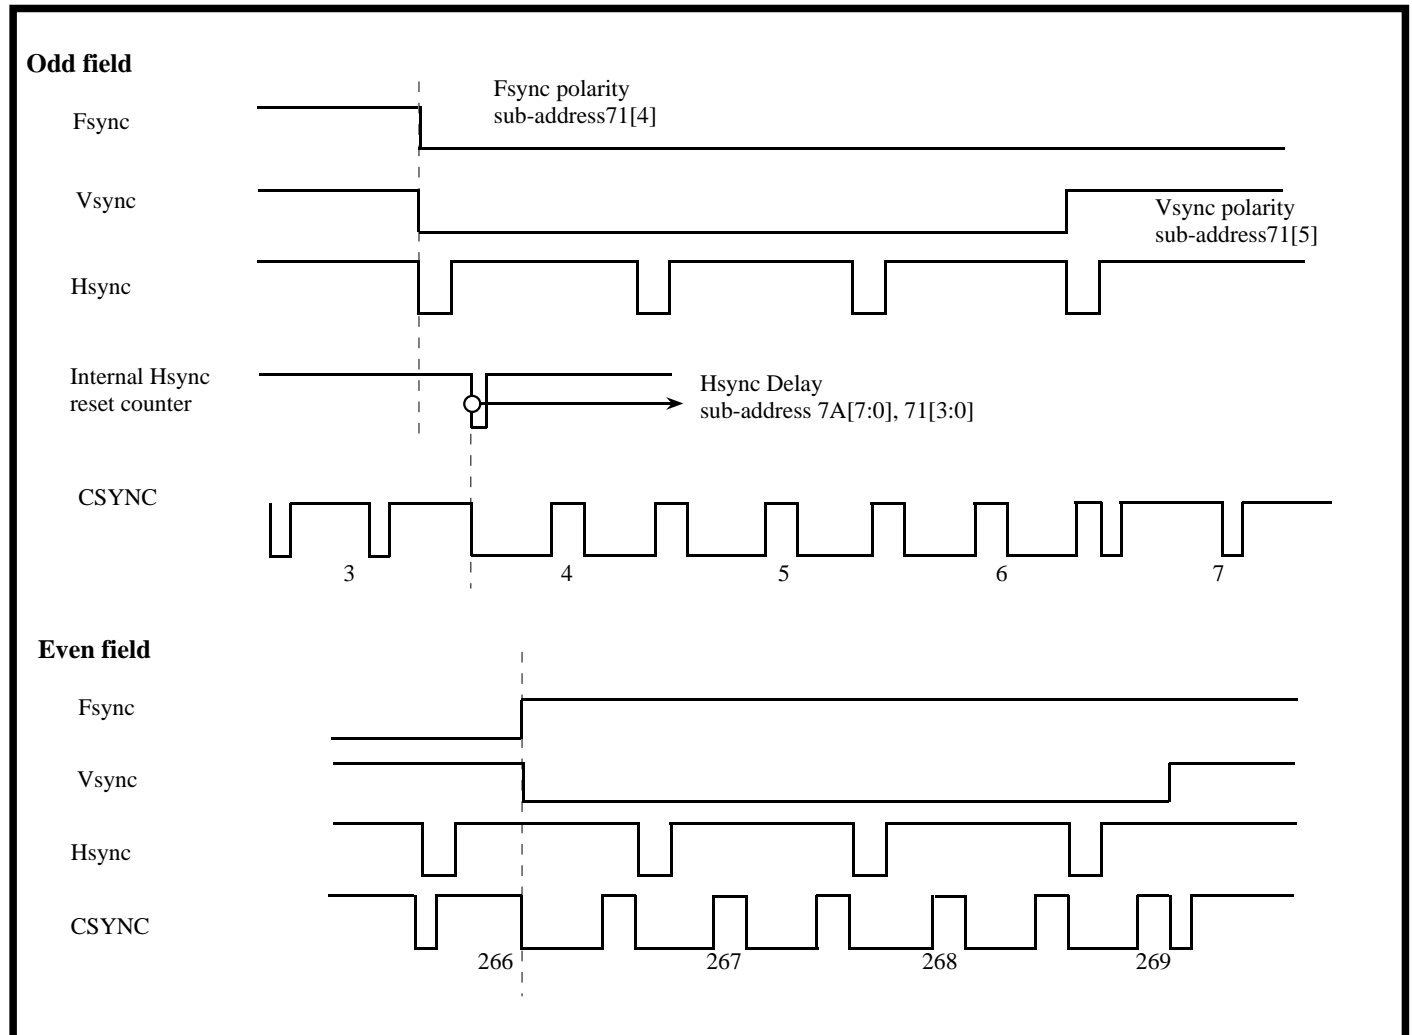 Odd field
Fsync
Fsync polarity
sub-address71[4]
Vsync
Vsync polarity
sub-address71[5]
Hsync
Internal Hsync
reset counter
Hsync Delay
sub-address 7A[7:0], 71[3:0]
CSYNC
3 4 5 6 7
Even field
Fsync
Vsync
Hsync
CSYNC
266 267 268 269